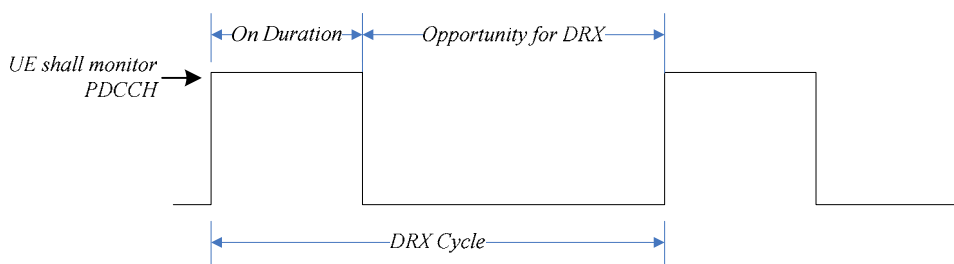 On Duration
Opportunity for DRX
UE shall monitor
PDCCH
DRX Cycle